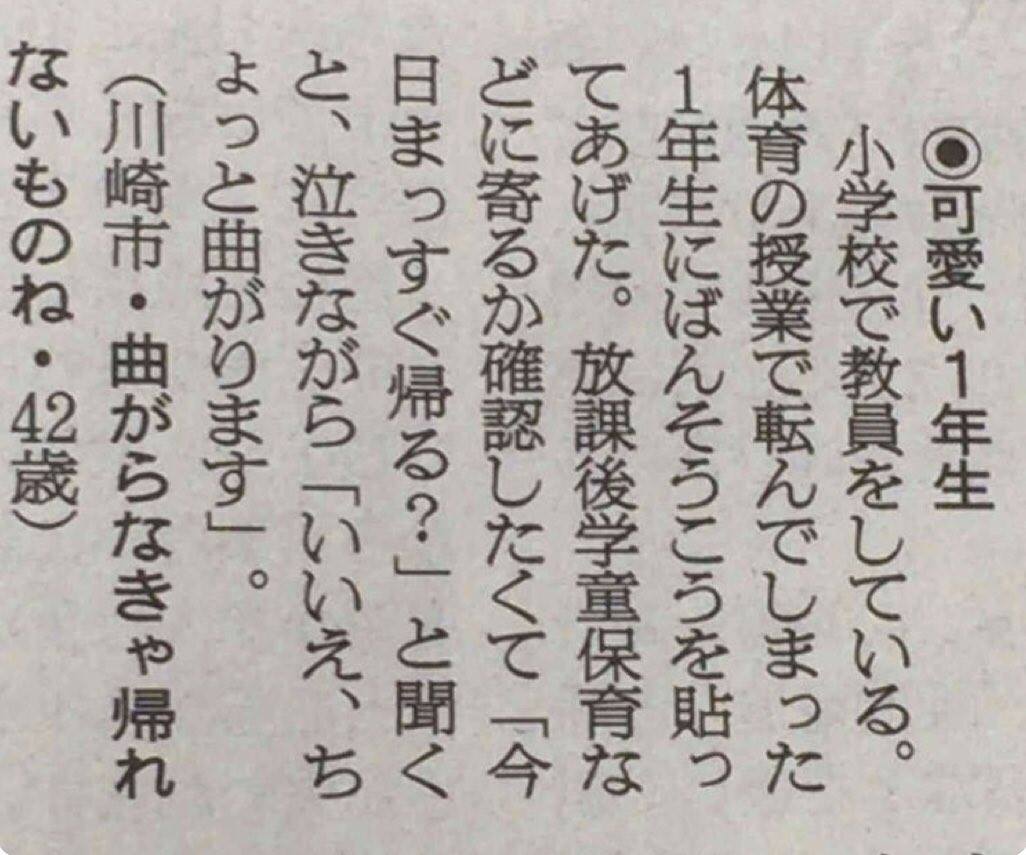 ◉可愛い1年生
小学校で教員をしている。
体育の授業で転んでしまった
1年生にばんそうこうを貼っ
てあげた。放課後学童保育な
どに寄るか確認したくて「今
日まっすぐ帰る?」と聞く
と、泣きながら「いいえ、ち
ょっと曲がります」。
(川崎市・曲がらなきゃ帰れ
ないものね・42歳)